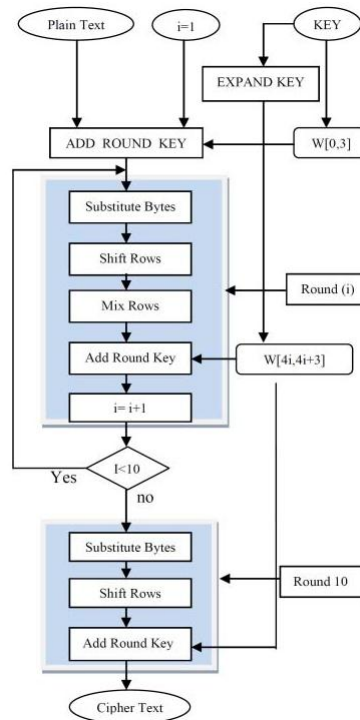 Plain Text
i=1
KEY
EXPAND KEY
ADD ROUND KEY
W[0,3]
Substitute Bytes
Shift Rows
Round (i)
Mix Rows
Add Round Key
W[4i,4i+3]
i= i+1
I<10
Yes
no
Substitute Bytes
Shift Rows
Round 10
Add Round Key
Cipher Text